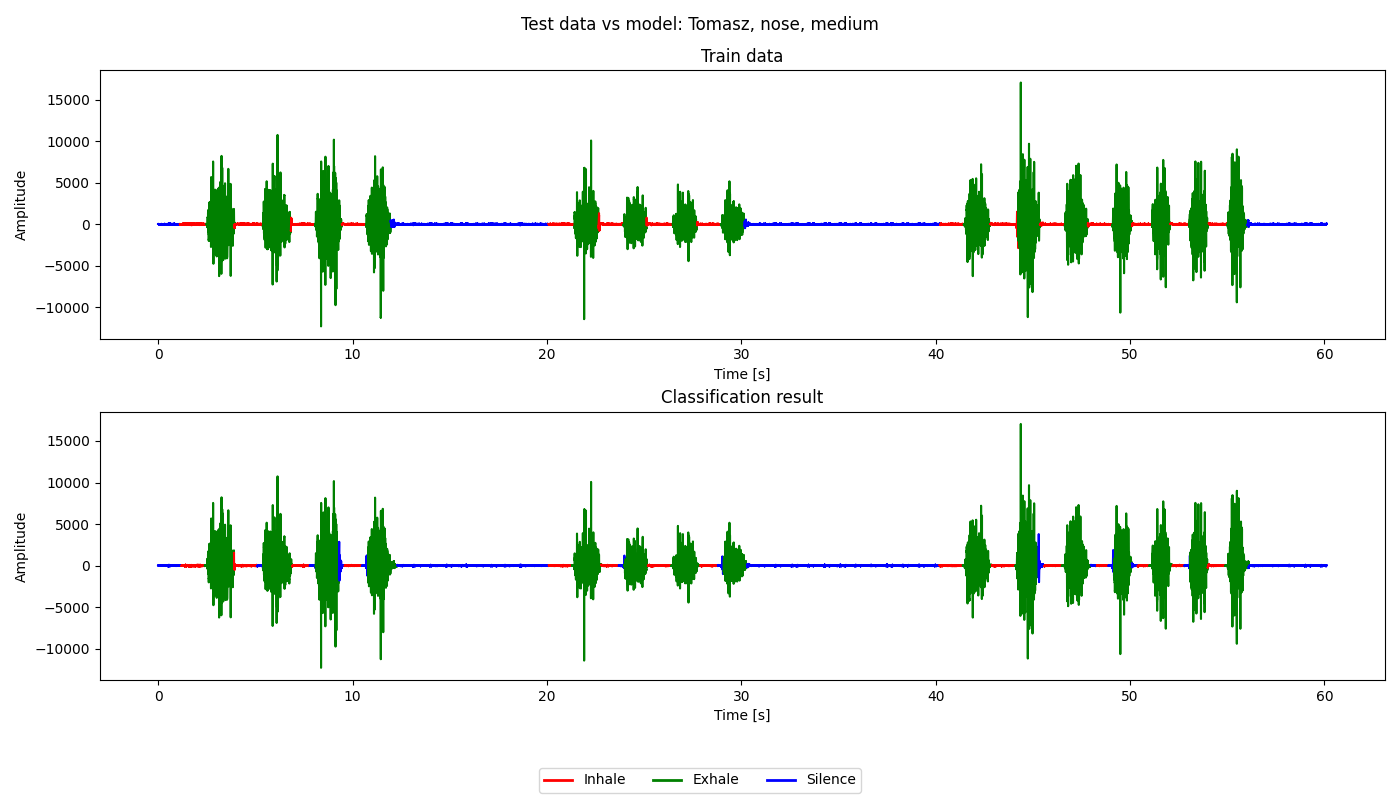 Test data vs model: Tomasz, nose, medium
Train data
15000
10000
5000
0
−5000
−10000
Amplitude
0 10 20 30 40 50 60
Time [s]
Classification result
15000
10000
5000
0
−5000
−10000
Amplitude
0 10 20 30 40 50 60
Time [s]
Inhale Exhale Silence